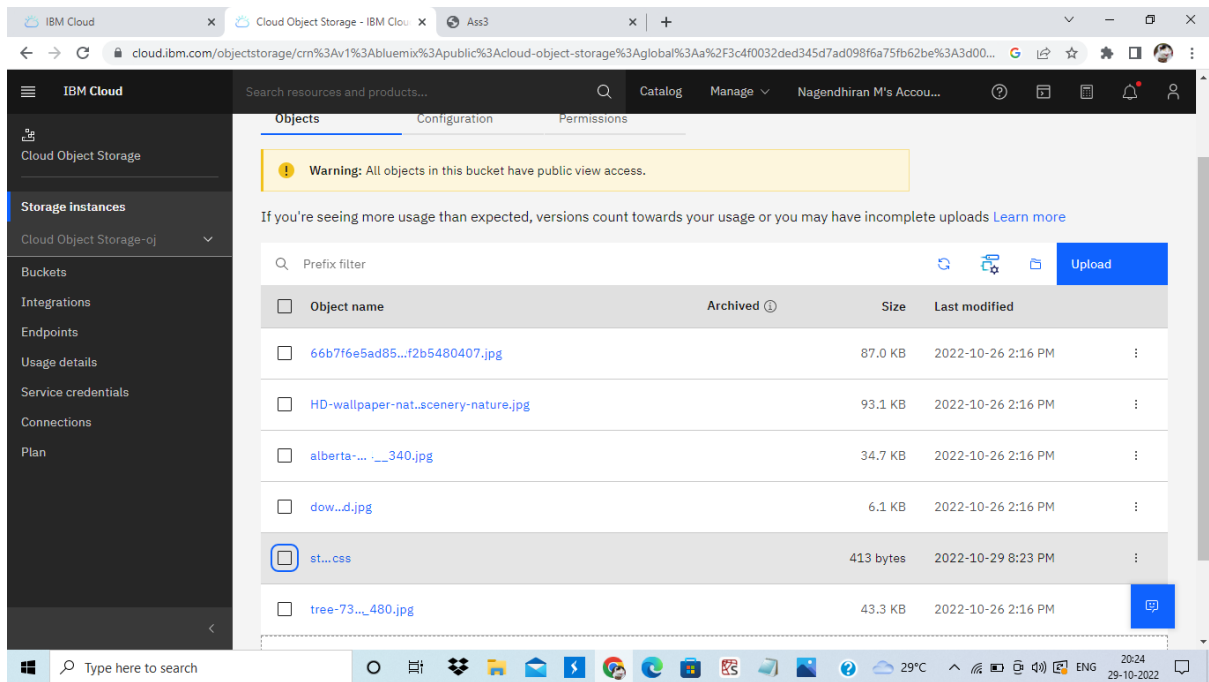 IBM Cloud
Cloud Object Storage - IBM Clou
Ass3
cloud.ibm.com/objectstorage/crn%3Av1%3Abluemix%3Apublic%3Acloud-object-storage%3Aglobal%3Aa%2F3c4f0032ded345d7ad098f6a75fb62be%3A3d00...
IBM Cloud
Search resources and products...
Catalog
Manage
Nagendhiran M's Accou...
Cloud Object Storage
Storage instances
Cloud Object Storage-oj
Buckets
Integrations
Endpoints
Usage details
Service credentials
Connections
Plan
Objects Configuration Permissions
Warning: All objects in this bucket have public view access.
If you're seeing more usage than expected, versions count towards your usage or you may have incomplete uploads Learn more
Prefix filter
Upload
Object name Archived Size Last modified
66b7f6e5ad85...f2b5480407.jpg 87.0 KB 2022-10-26 2:16 PM
HD-wallpaper-nat..scenery-nature.jpg 93.1 KB 2022-10-26 2:16 PM
alberta-... ·__340.jpg 34.7 KB 2022-10-26 2:16 PM
dow...d.jpg 6.1 KB 2022-10-26 2:16 PM
st...css 413 bytes 2022-10-29 8:23 PM
tree-73..._480.jpg 43.3 KB 2022-10-26 2:16 PM
Type here to search
29°C
ENG
20:24
29-10-2022